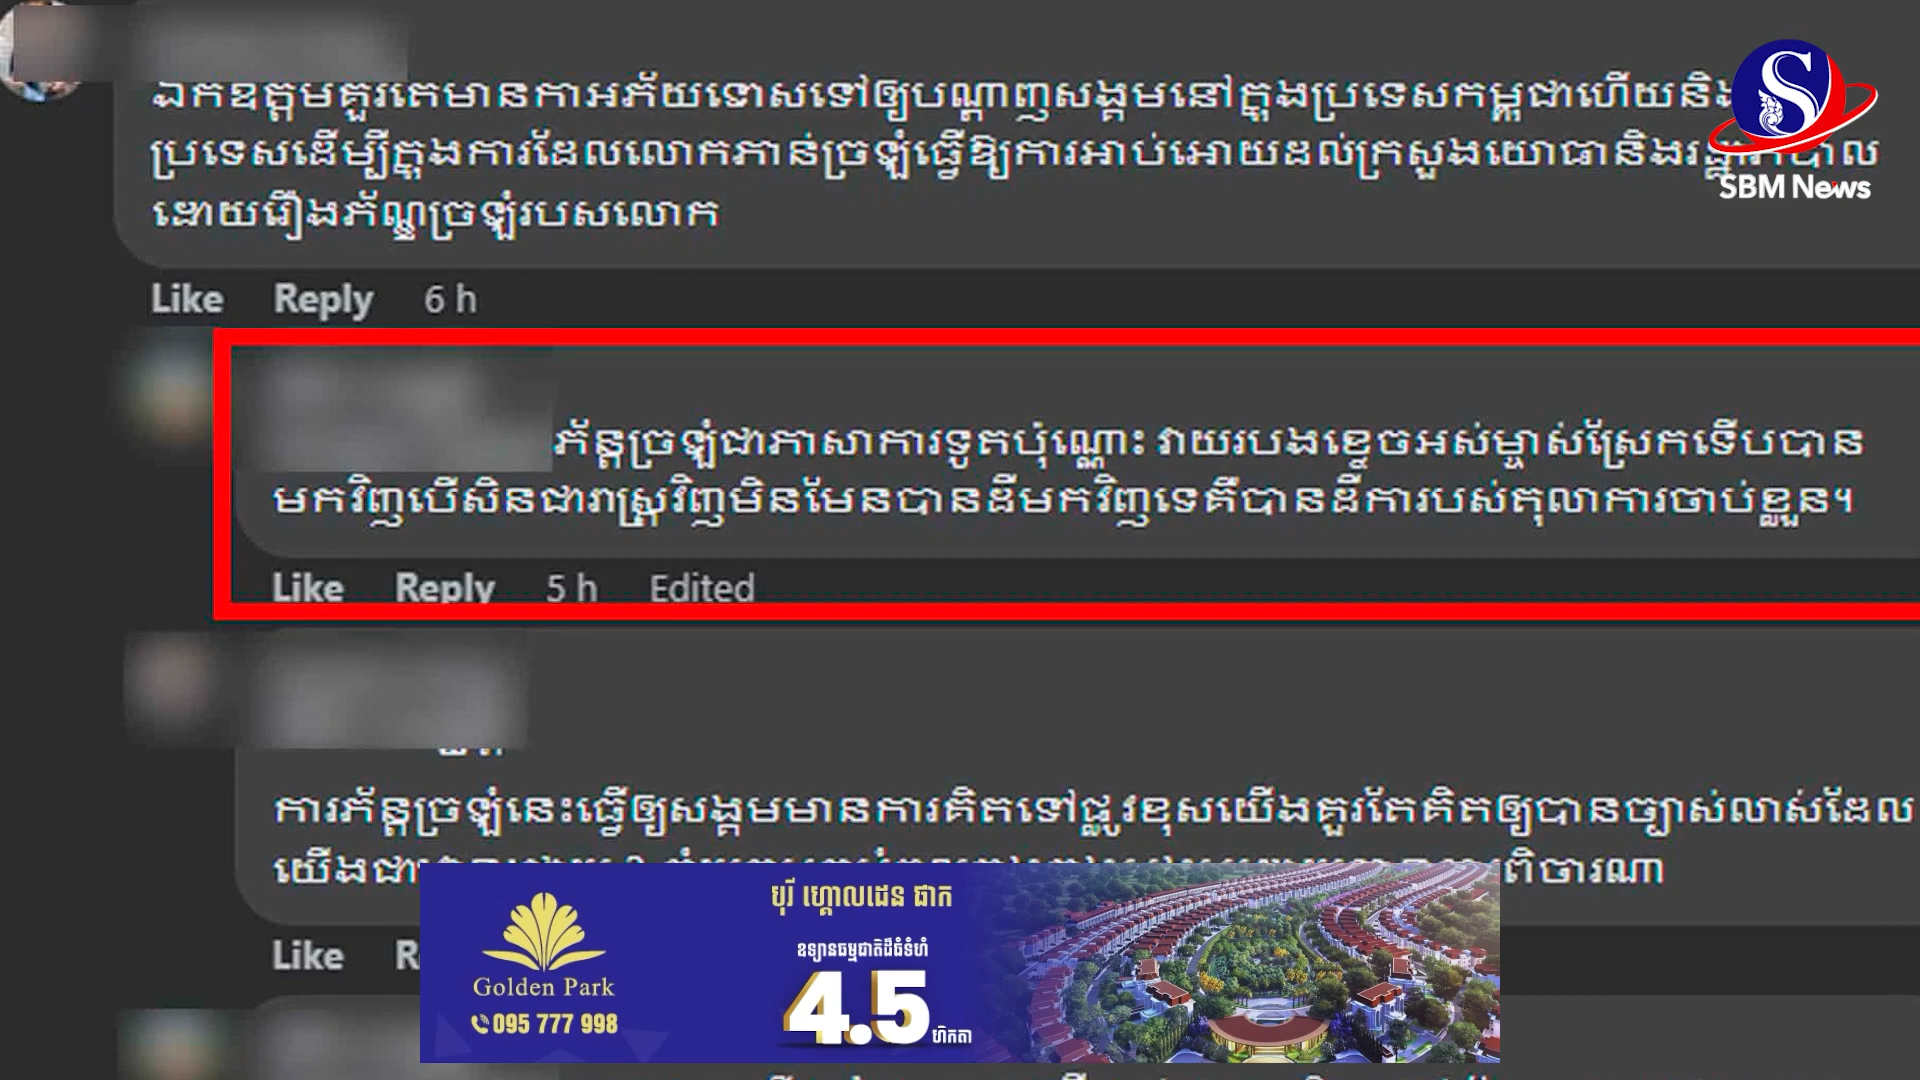 ឯកឧត្តមគួរតេមានកាអភ័យទោសទៅឲ្យបណ្តាញសង្គមនៅក្នុងប្រទេសកម្ពុជាហើយនិង
SBM News
ប្រទេសដើម្បីក្នុងការដែលលោកភាន់ច្រឡំធ្វើឱ្យការអាប់អោយដល់ក្រសួងយោធានិង
ដោយរឿងភ័ណ្ឌច្រឡំរបសលោក
Like Reply 6 h
ភ័ន្តច្រឡំជាភាសាការទូតប៉ុណ្ណោះ វាយរបងខ្ទេចអស់ម្ចាស់ស្រែកទើបបាន
មកវិញបើសិនជារាស្ត្រវិញមិនមែនបានដីមកវិញទេគឺបានដីការបស់តុលាការចាប់ខ្លួន។
Like Reply 5 h Edited
ការភ័ន្តច្រឡំនេះធ្វើឲ្យសង្គមមានការគិតទៅផ្លូវខុសយើងគួរតែគិតឲ្យបានច្បាស់លាស់ដែល
យើងជា ពិចារណា
Like
បុរី ហ្គោលដេន ផាក
ឧទ្យានធម្មជាតិដ៏ធំទំហំ
4.5 ហិកតា
Golden Park
095 777 998